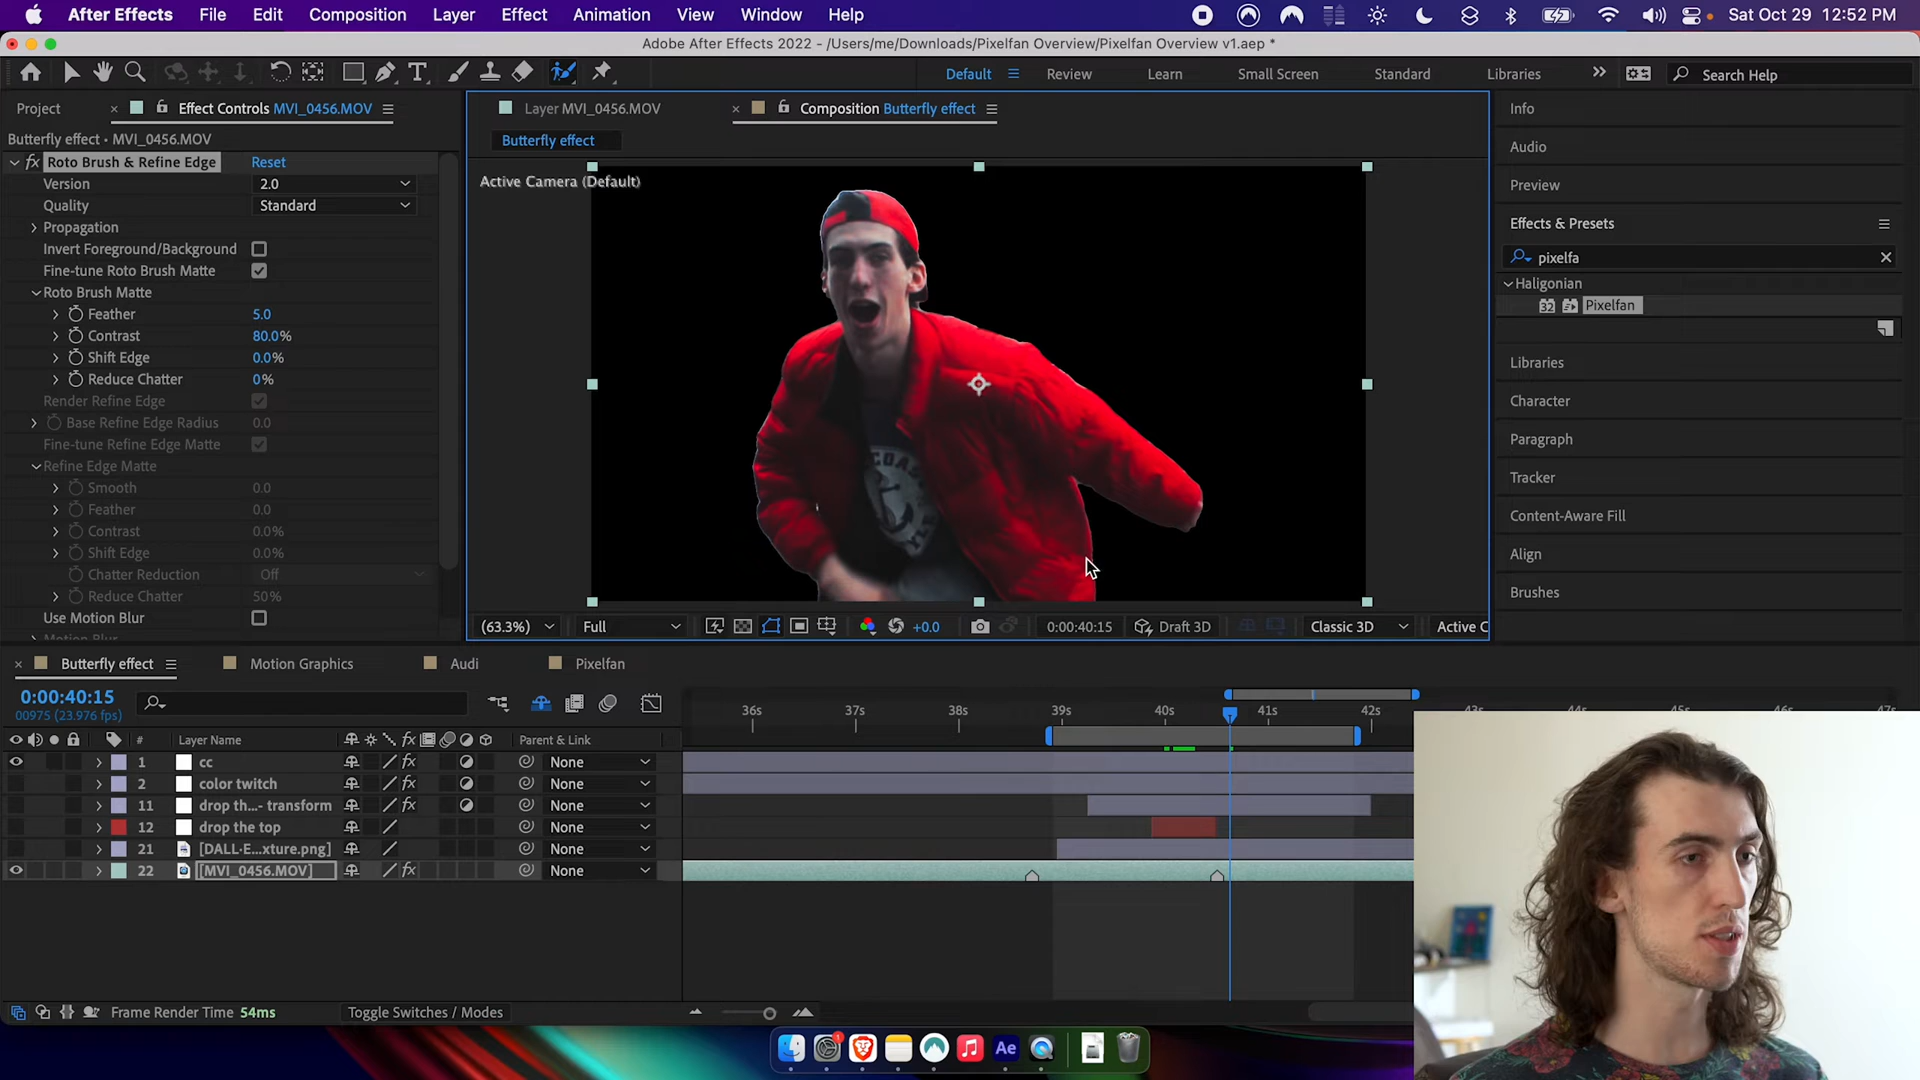 After Effects File Edit Composition Layer Effect Animation View Window Help Sat Oct 29 12:52 PM
Adobe After Effects 2022 - /Users/me/Downloads/Pixelfan Overview/Pixelfan Overview v1.aep *
Default Review Learn Small Screen Standard Libraries Search Help
Project Effect Controls MVI_0456.MOV
Layer MVI_0456.MOV Composition Butterfly effect
Butterfly effect • MVI_0456.MOV
Butterfly effect
Active Camera (Default)
fx Roto Brush & Refine Edge Reset
Version 2.0
Quality Standard
Propagation
Invert Foreground/Background
Fine-tune Roto Brush Matte
Roto Brush Matte
Feather 5.0
Contrast 80.0%
Shift Edge 0.0%
Reduce Chatter 0%
Render Refine Edge
Base Refine Edge Radius 0.0
Fine-tune Refine Edge Matte
Refine Edge Matte
Smooth 0.0
Feather 0.0
Contrast 0.0%
Shift Edge 0.0%
Chatter Reduction Off
Reduce Chatter 50%
Use Motion Blur
(63.3%) Full +0.0 0:00:40:15 Draft 3D Classic 3D Active C
Info
Audio
Preview
Effects & Presets
pixelfa
Haligonian
32 Pixelfan
Libraries
Character
Paragraph
Tracker
Content-Aware Fill
Align
Brushes
Butterfly effect Motion Graphics Audi Pixelfan
0:00:40:15
00975 (23.976 fps)
36s 37s 38s 39s 40s 41s 42s
# Layer Name fx Parent & Link
1 cc fx None
2 color twitch fx None
11 drop th...- transform fx None
12 drop the top None
21 [DALL·E...xture.png] None
22 [MVI_0456.MOV] fx None
Frame Render Time 54ms Toggle Switches / Modes
Ae